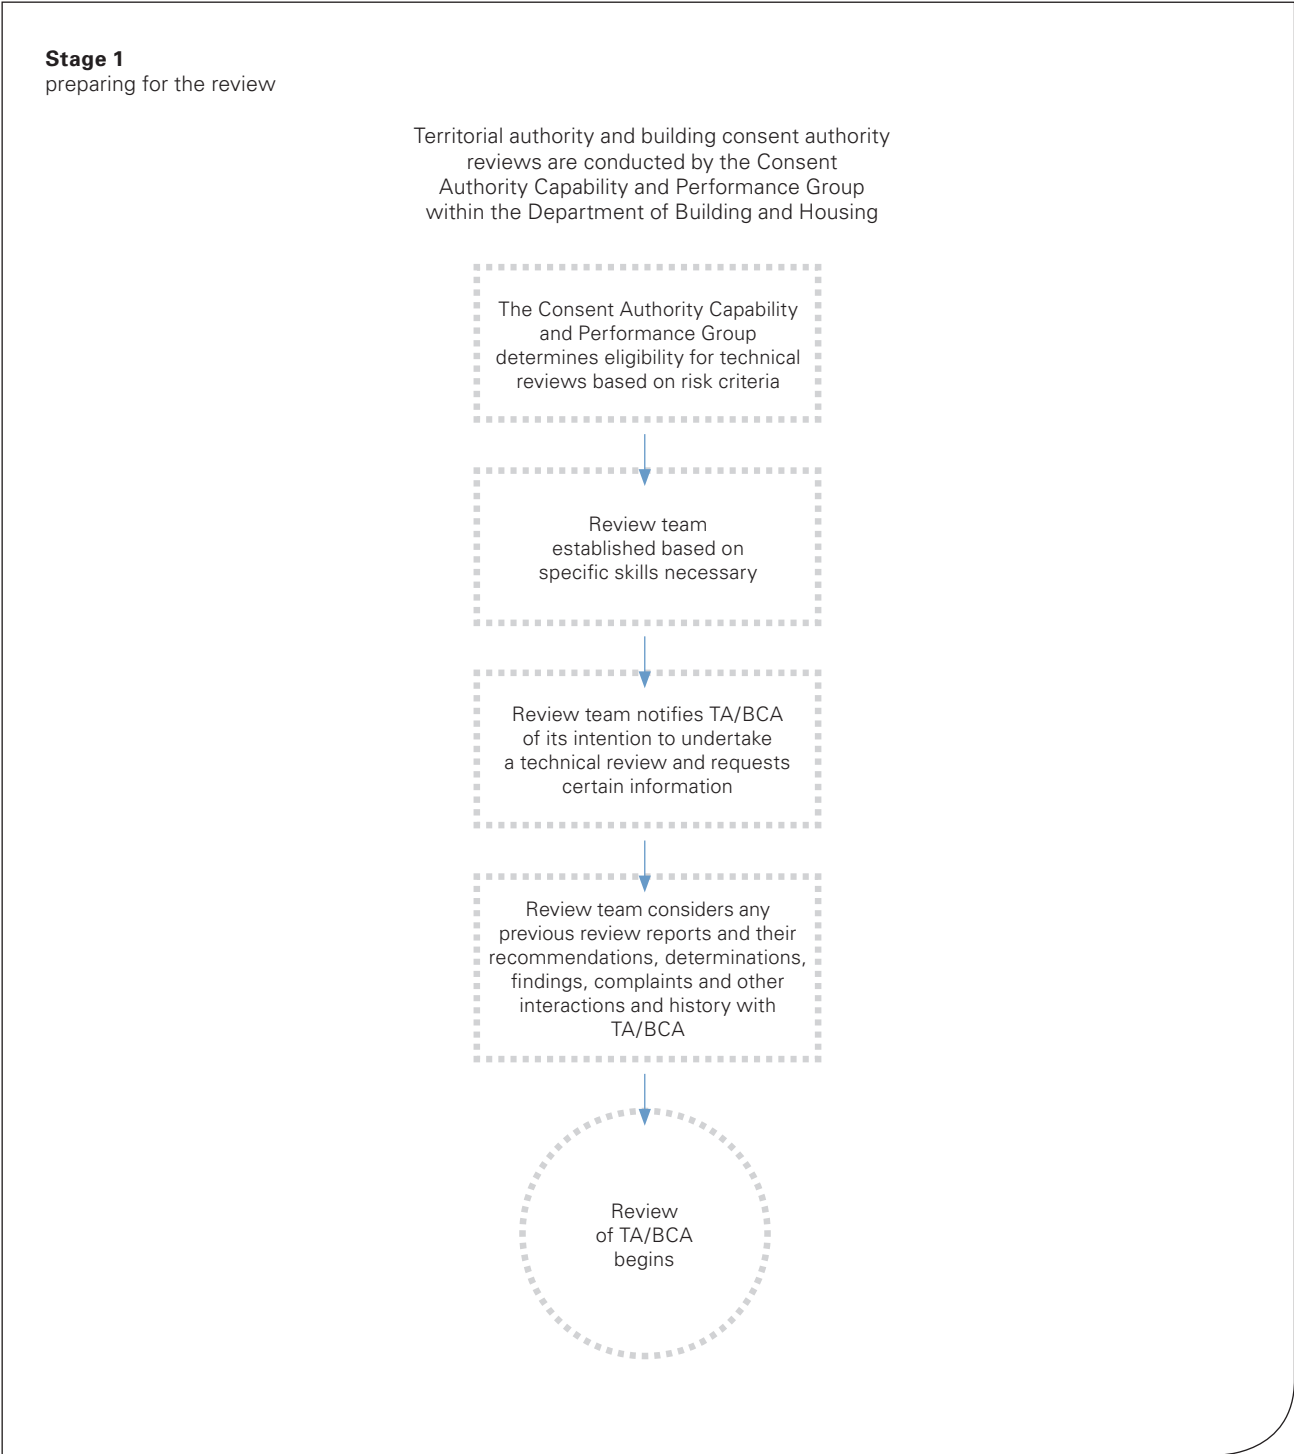 Stage 1
preparing for the review
Territorial authority and building consent authority
reviews are conducted by the Consent
Authority Capability and Performance Group
within the Department of Building and Housing
The Consent Authority Capability
and Performance Group
determines eligibility for technical
reviews based on risk criteria
Review team
established based on
specific skills necessary
Review team notifies TA/BCA
of its intention to undertake
a technical review and requests
certain information
Review team considers any
previous review reports and their
recommendations, determinations,
findings, complaints and other
interactions and history with
TA/BCA
Review
of TA/BCA
begins